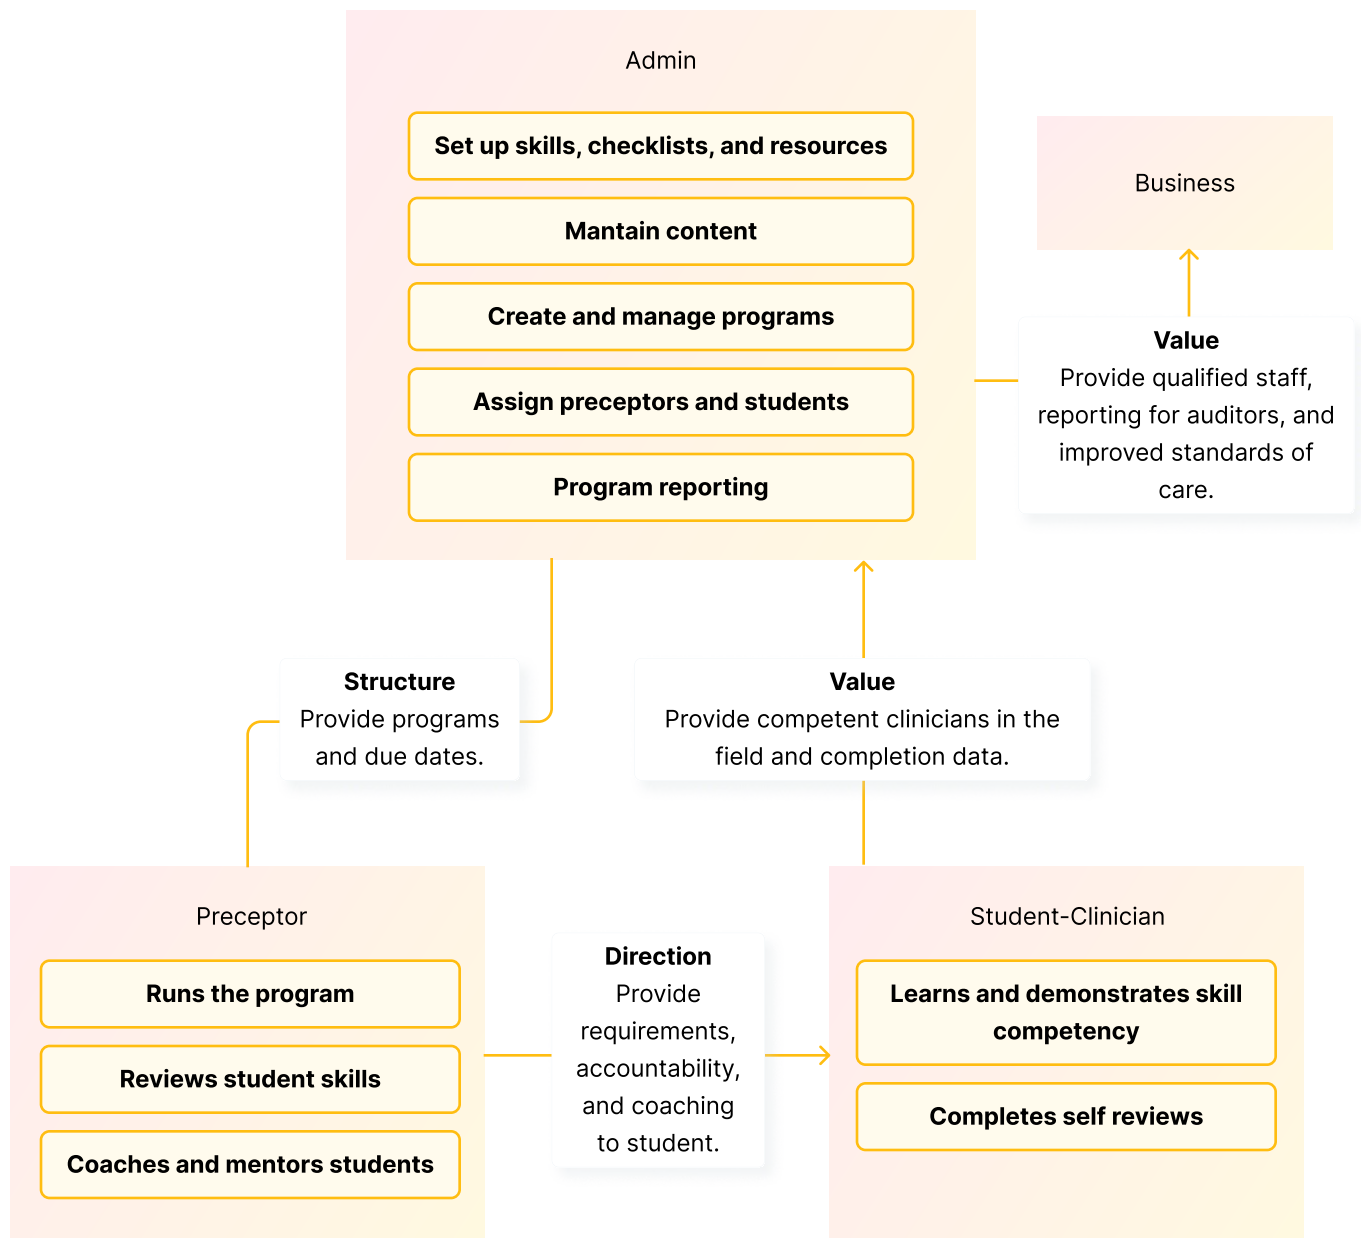 Admin
Set up skills, checklists, and resources
Mantain content
Create and manage programs
Assign preceptors and students
Program reporting
Business
Value
Provide qualified staff,
reporting for auditors, and
improved standards of
care.
Structure
Provide programs
and due dates.
Value
Provide competent clinicians in the
field and completion data.
Preceptor
Runs the program
Reviews student skills
Coaches and mentors students
Direction
Provide
requirements,
accountability,
and coaching
to student.
Student-Clinician
Learns and demonstrates skill
competency
Completes self reviews